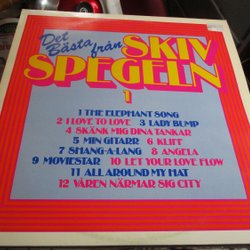 Det Bästa från
SKIV
SPEGELN
1
1 THE ELEPHANT SONG
2 I LOVE TO LOVE 3 LADY BUMP
4 SKÄNK MIG DINA TANKAR
5 MIN GITARR 6 KLIFF
7 SHANG-A-LANG 8 ANGELA
9 MOVIESTAR 10 LET YOUR LOVE FLOW
11 ALL AROUND MY HAT
12 VÅREN NÄRMAR SIG CITY